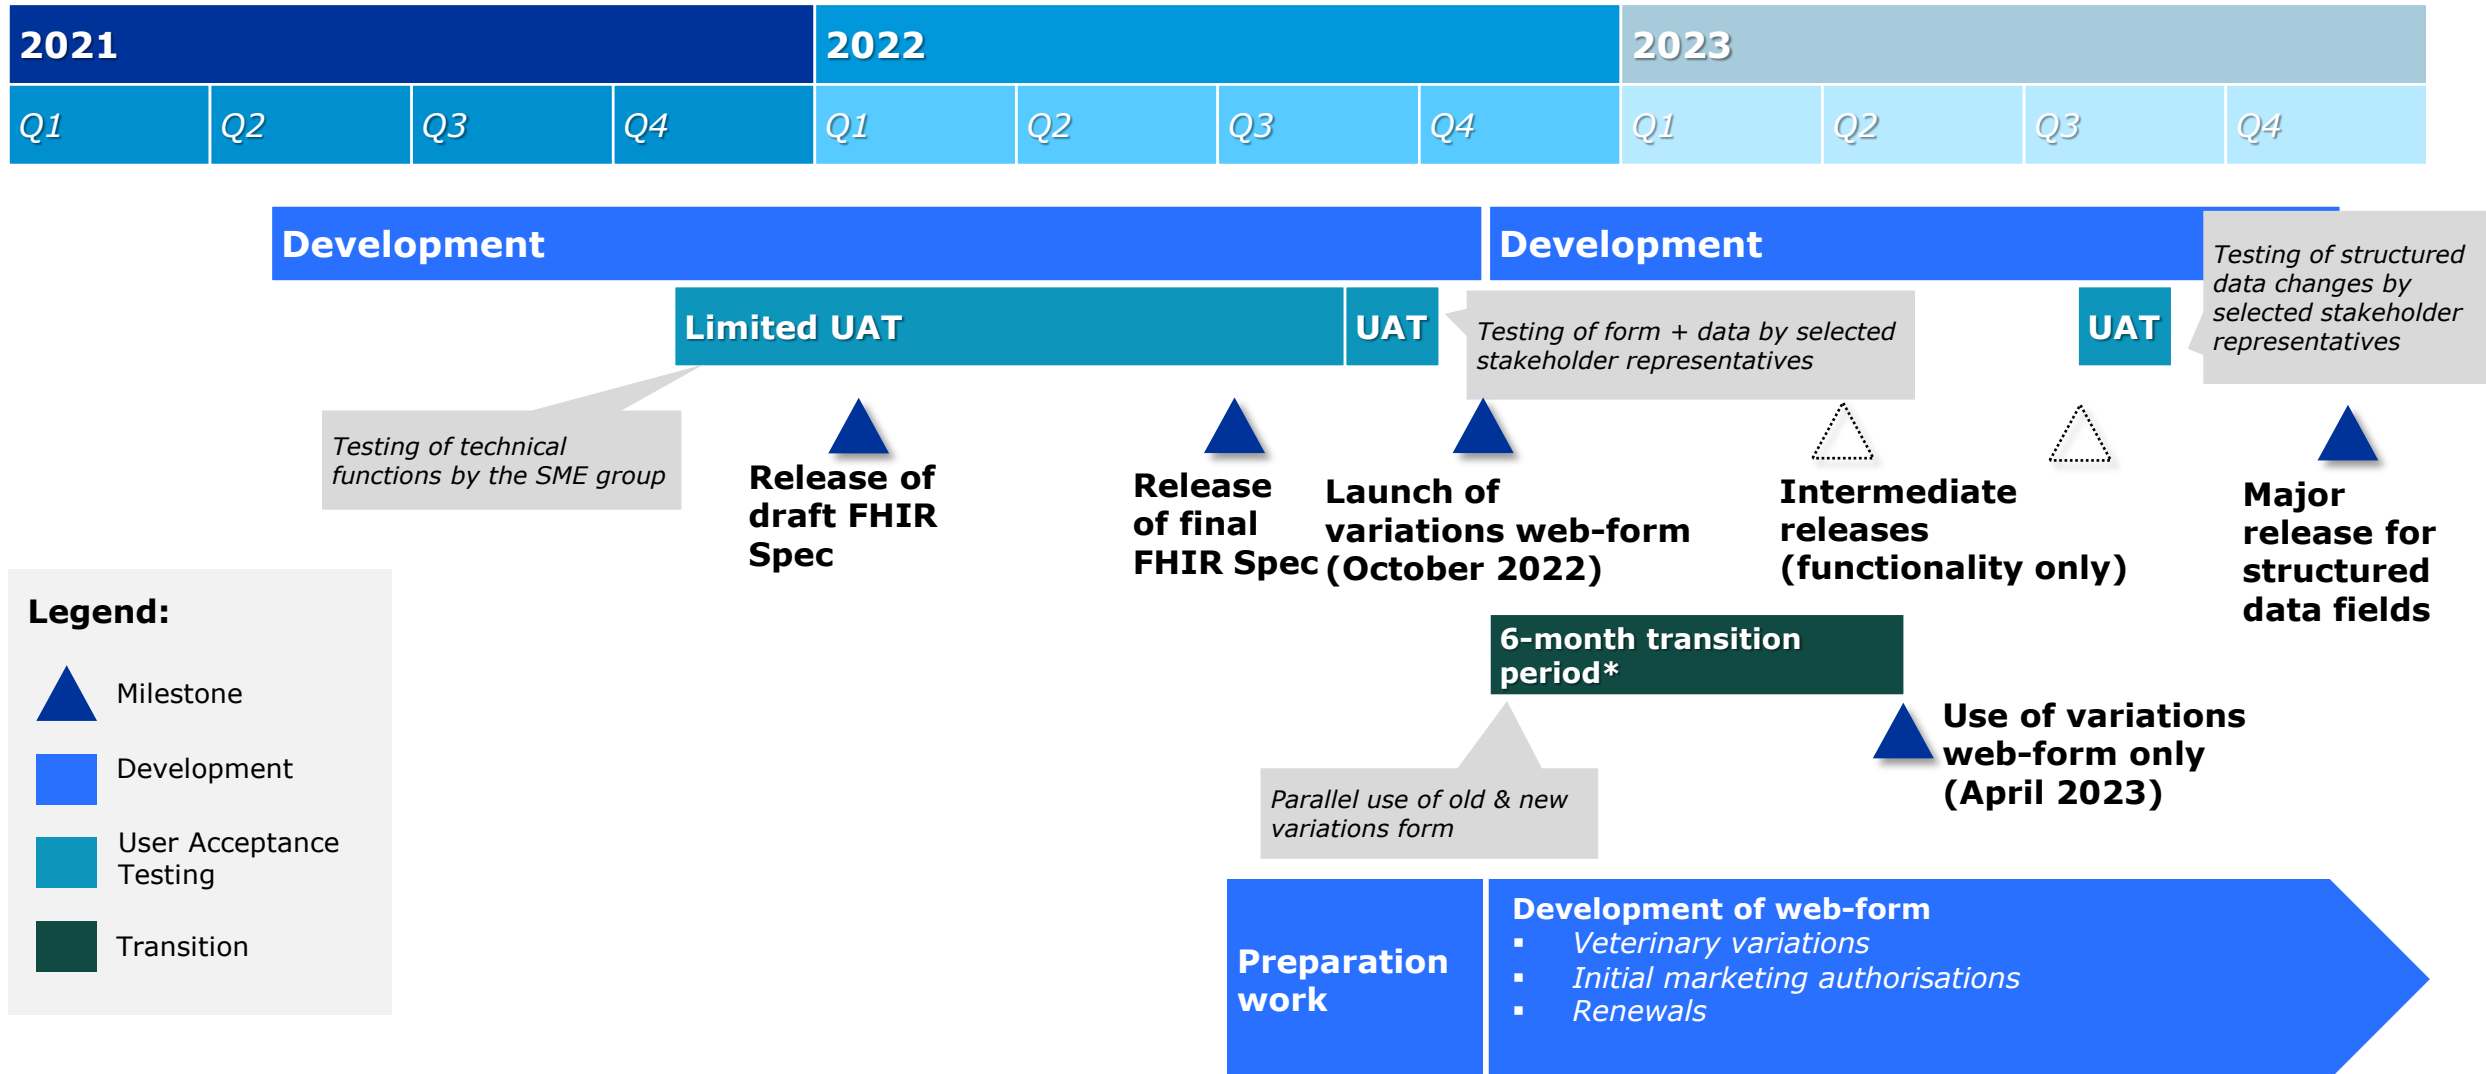 2021
2022
2023
Q1
Q2
Q3
Q4
Q1
Q2
Q3
Q4
Q1
Q2
Q3
Q4
Development
Development
Testing of structured
data changes by
selected stakeholder
representatives
Limited UAT
UAT
Testing of form + data by selected
stakeholder representatives
UAT
Testing of technical
functions by the SME group
Release of
draft FHIR
Spec
Release
of final
FHIR Spec
Launch of
variations web-form
(October 2022)
Intermediate
releases
(functionality only)
Major
release for
structured
data fields
6-month transition
period*
Use of variations
web-form only
(April 2023)
Parallel use of old & new
variations form
Legend:
Milestone
Development
User Acceptance
Testing
Transition
Preparation
work
Development of web-form
▪ Veterinary variations
▪ Initial marketing authorisations
▪ Renewals